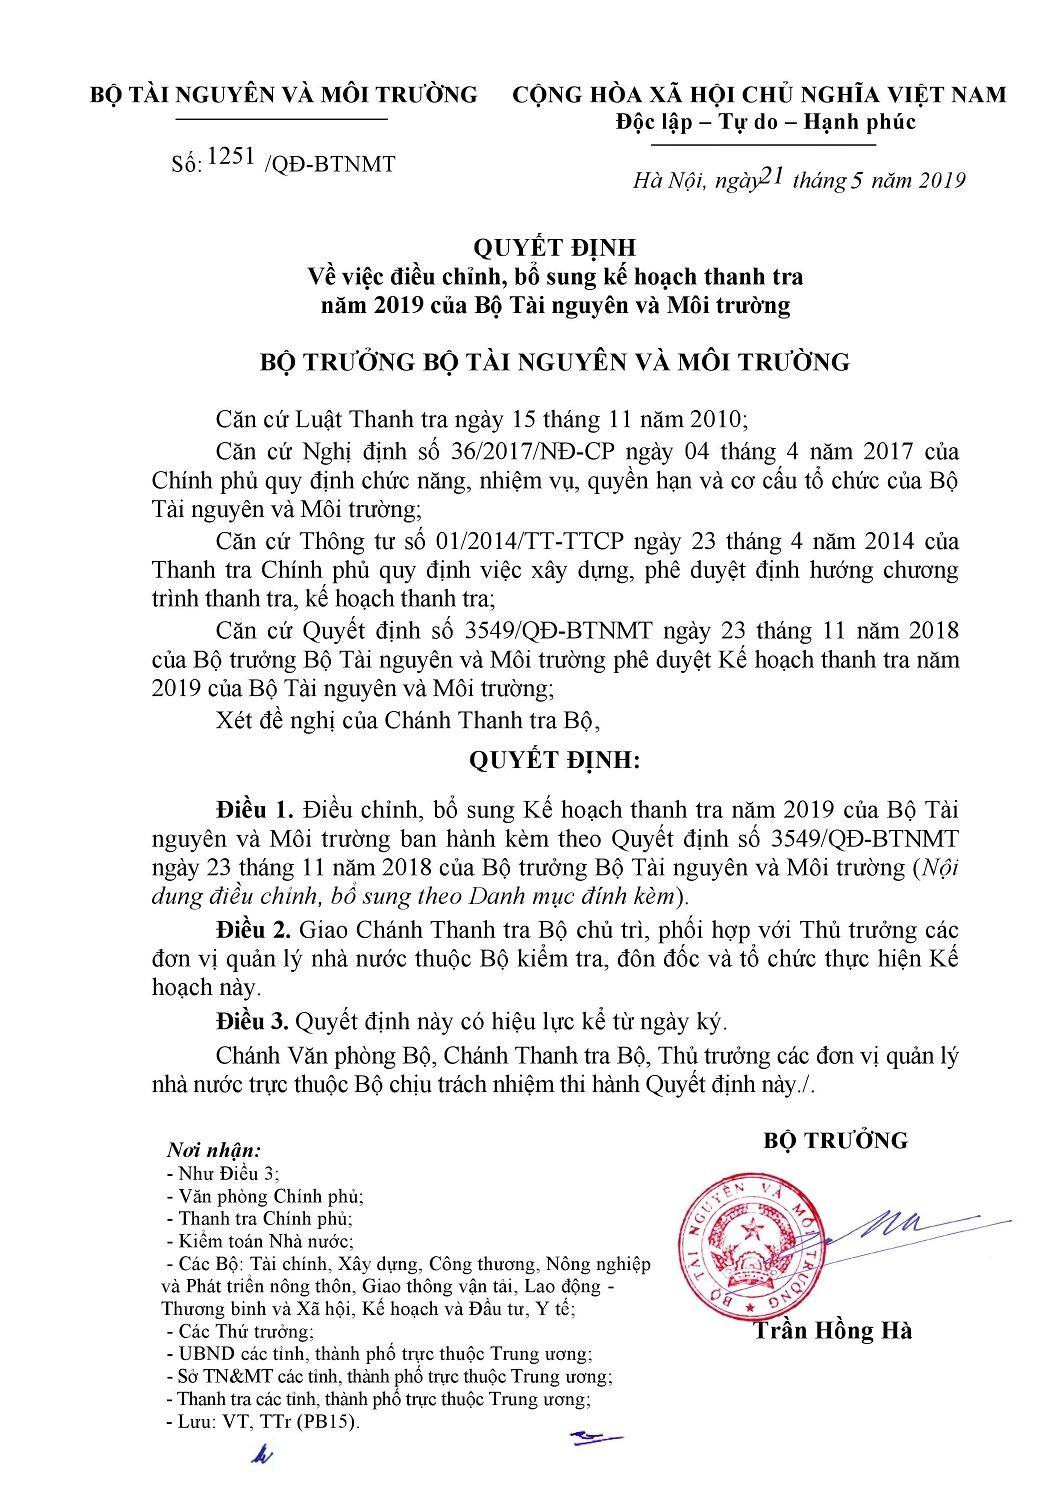 BỘ TÀI NGUYÊN VÀ MÔI TRƯỜNG
CỘNG HÒA XÃ HỘI CHỦ NGHĨA VIỆT NAM
Độc lập – Tự do – Hạnh phúc
Số: 1251 /QĐ-BTNMT
Hà Nội, ngày 21 tháng 5 năm 2019
QUYẾT ĐỊNH
Về việc điều chỉnh, bổ sung kế hoạch thanh tra
năm 2019 của Bộ Tài nguyên và Môi trường
BỘ TRƯỞNG BỘ TÀI NGUYÊN VÀ MÔI TRƯỜNG
Căn cứ Luật Thanh tra ngày 15 tháng 11 năm 2010;
Căn cứ Nghị định số 36/2017/NĐ-CP ngày 04 tháng 4 năm 2017 của
Chính phủ quy định chức năng, nhiệm vụ, quyền hạn và cơ cấu tổ chức của Bộ
Tài nguyên và Môi trường;
Căn cứ Thông tư số 01/2014/TT-TTCP ngày 23 tháng 4 năm 2014 của
Thanh tra Chính phủ quy định việc xây dựng, phê duyệt định hướng chương
trình thanh tra, kế hoạch thanh tra;
Căn cứ Quyết định số 3549/QĐ-BTNMT ngày 23 tháng 11 năm 2018
của Bộ trưởng Bộ Tài nguyên và Môi trường phê duyệt Kế hoạch thanh tra năm
2019 của Bộ Tài nguyên và Môi trường;
Xét đề nghị của Chánh Thanh tra Bộ,
QUYẾT ĐỊNH:
Điều 1. Điều chỉnh, bổ sung Kế hoạch thanh tra năm 2019 của Bộ Tài
nguyên và Môi trường ban hành kèm theo Quyết định số 3549/QĐ-BTNMT
ngày 23 tháng 11 năm 2018 của Bộ trưởng Bộ Tài nguyên và Môi trường (Nội
dung điều chỉnh, bổ sung theo Danh mục đính kèm).
Điều 2. Giao Chánh Thanh tra Bộ chủ trì, phối hợp với Thủ trưởng các
đơn vị quản lý nhà nước thuộc Bộ kiểm tra, đôn đốc và tổ chức thực hiện Kế
hoạch này.
Điều 3. Quyết định này có hiệu lực kể từ ngày ký.
Chánh Văn phòng Bộ, Chánh Thanh tra Bộ, Thủ trưởng các đơn vị quản lý
nhà nước trực thuộc Bộ chịu trách nhiệm thi hành Quyết định này./.
Nơi nhận:
- Như Điều 3;
- Văn phòng Chính phủ;
- Thanh tra Chính phủ;
- Kiểm toán Nhà nước;
- Các Bộ: Tài chính, Xây dựng, Công thương, Nông nghiệp
và Phát triển nông thôn, Giao thông vận tải, Lao động -
Thương binh và Xã hội, Kế hoạch và Đầu tư, Y tế;
- Các Thứ trưởng;
- UBND các tỉnh, thành phố trực thuộc Trung ương;
- Sở TN&MT các tỉnh, thành phố trực thuộc Trung ương;
- Thanh tra các tỉnh, thành phố trực thuộc Trung ương;
- Lưu: VT, TTr (PB15).
BỘ TRƯỞNG
BỘ TÀI NGUYÊN VÀ MÔI TRƯỜNG
Trần Hồng Hà